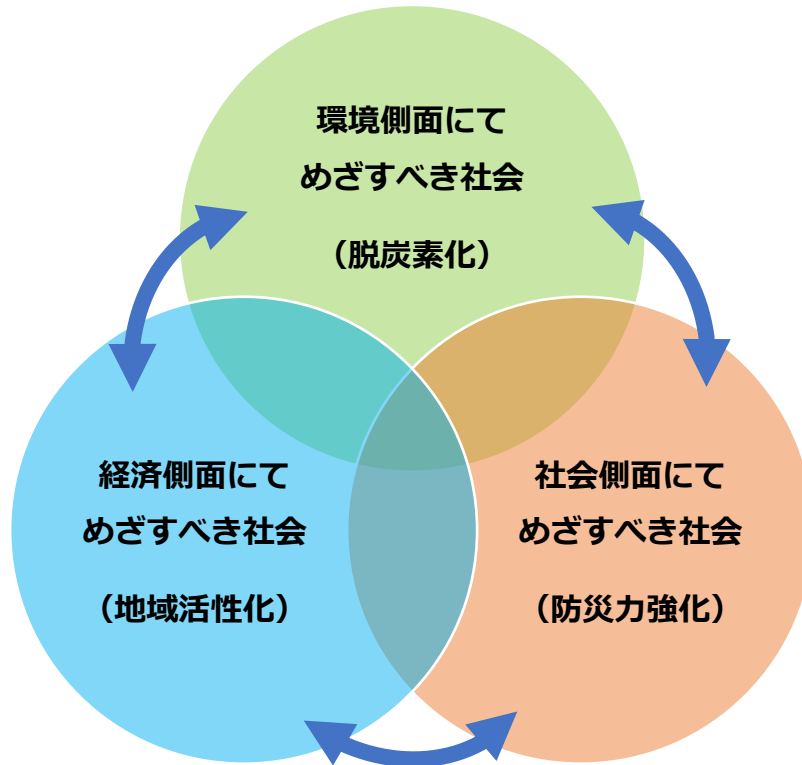 環境側面にて
めざすべき社会
（脱炭素化）
経済側面にて
めざすべき社会
（地域活性化）
社会側面にて
めざすべき社会
（防災力強化）